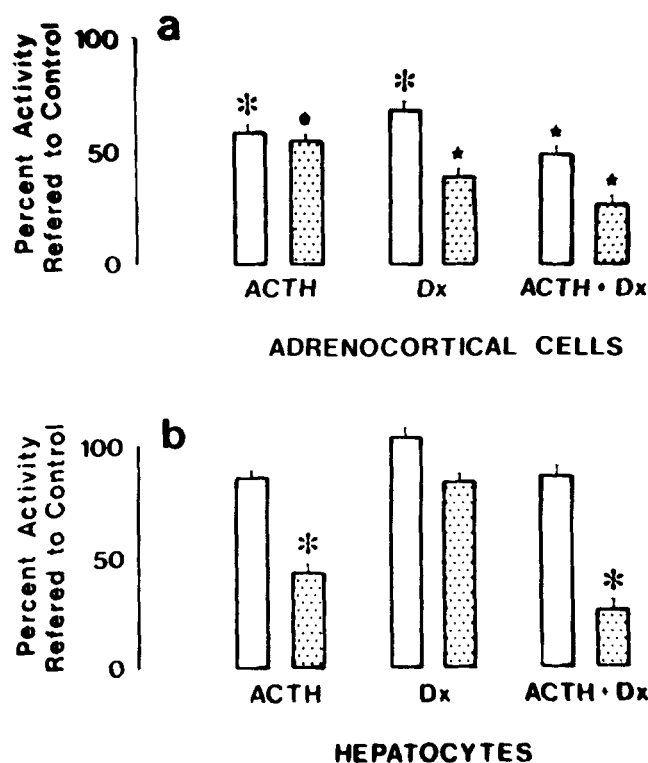 a
Percent Activity
Refered to Control
100
50
0
* • * ★ ★ ★
ACTH Dx ACTH • Dx
ADRENOCORTICAL CELLS
b
Percent Activity
Refered to Control
100
50
0
* *
ACTH Dx ACTH • Dx
HEPATOCYTES